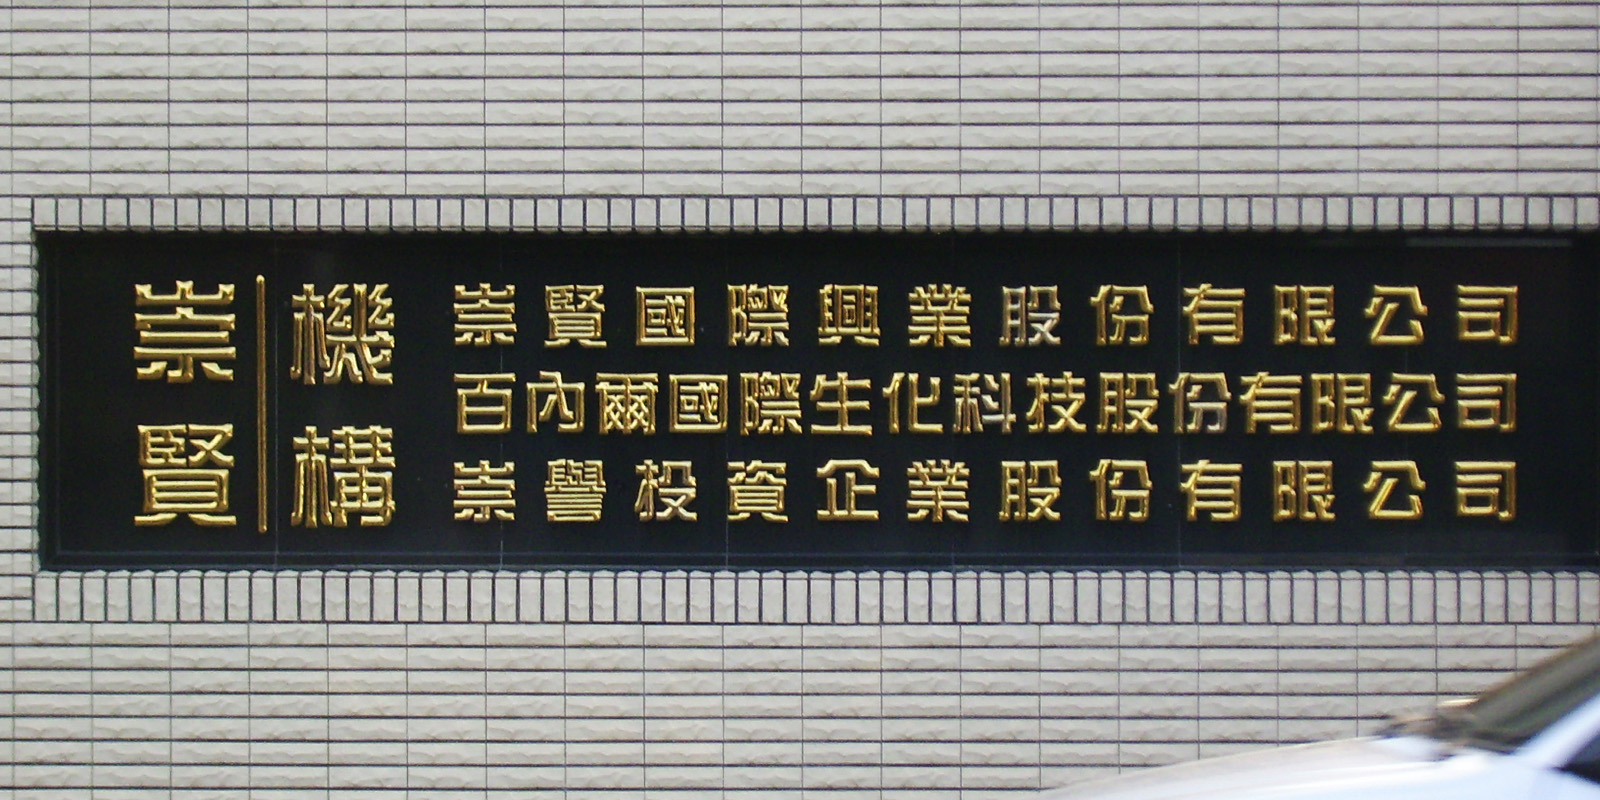 崇賢
機構
崇賢國際興業股份有限公司
百內爾國際生化科技股份有限公司
崇譽投資企業股份有限公司